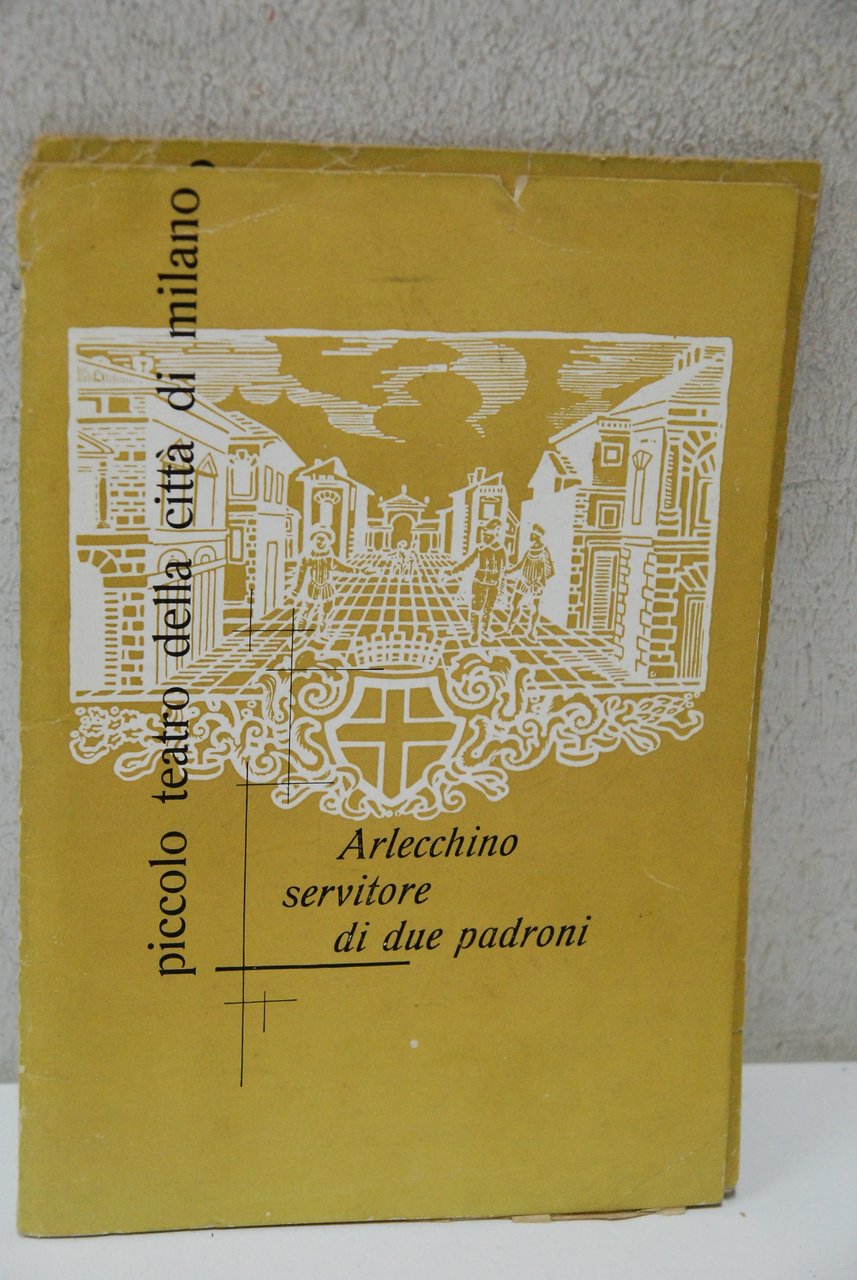 piccolo teatro della città di milano
Arlecchino
servitore
di due padroni